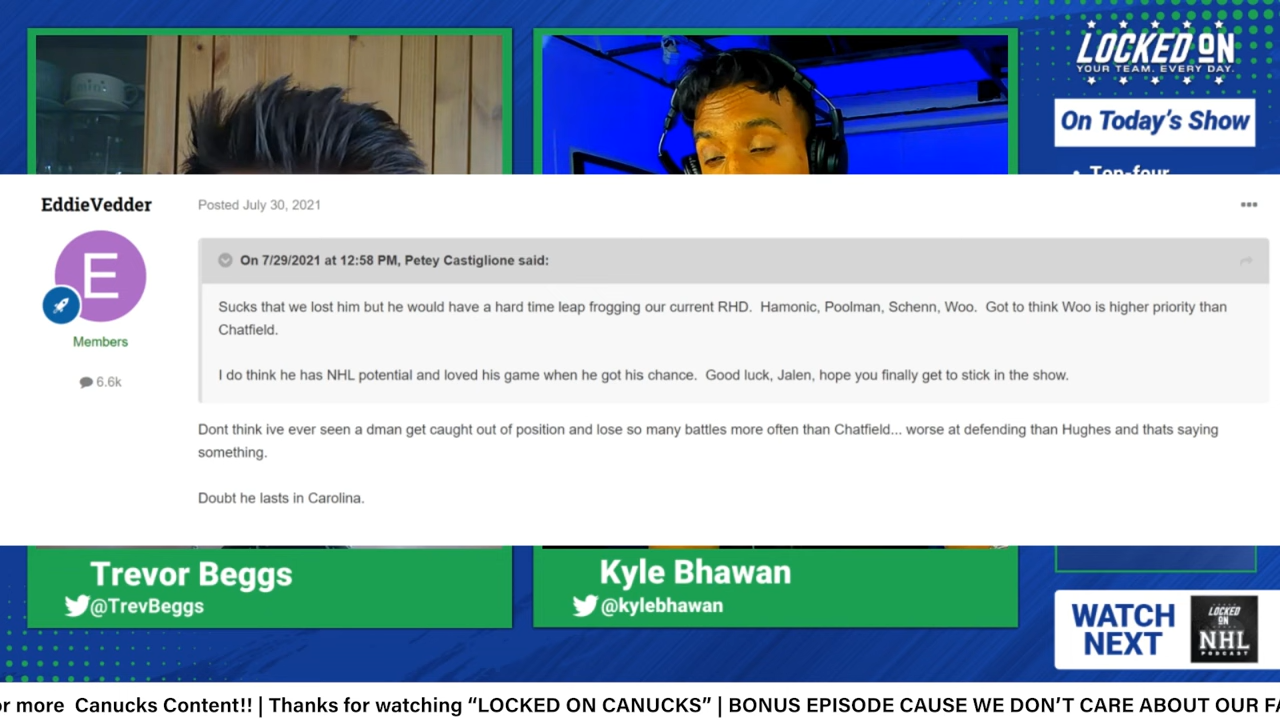 LOCKED ON
YOUR TEAM. EVERY DAY.
On Today's Show
• Top-four
EddieVedder
Posted July 30, 2021
E
Members
6.6k
On 7/29/2021 at 12:58 PM, Petey Castiglione said:
Sucks that we lost him but he would have a hard time leap frogging our current RHD. Hamonic, Poolman, Schenn, Woo. Got to think Woo is higher priority than
Chatfield.
I do think he has NHL potential and loved his game when he got his chance. Good luck, Jalen, hope you finally get to stick in the show.
Dont think ive ever seen a dman get caught out of position and lose so many battles more often than Chatfield... worse at defending than Hughes and thats saying
something.
Doubt he lasts in Carolina.
Trevor Beggs
@TrevBeggs
Kyle Bhawan
@kylebhawan
WATCH
NEXT
LOCKED
ON
NHL
PODCAST
or more Canucks Content!! | Thanks for watching “LOCKED ON CANUCKS” | BONUS EPISODE CAUSE WE DON’T CARE ABOUT OUR FA